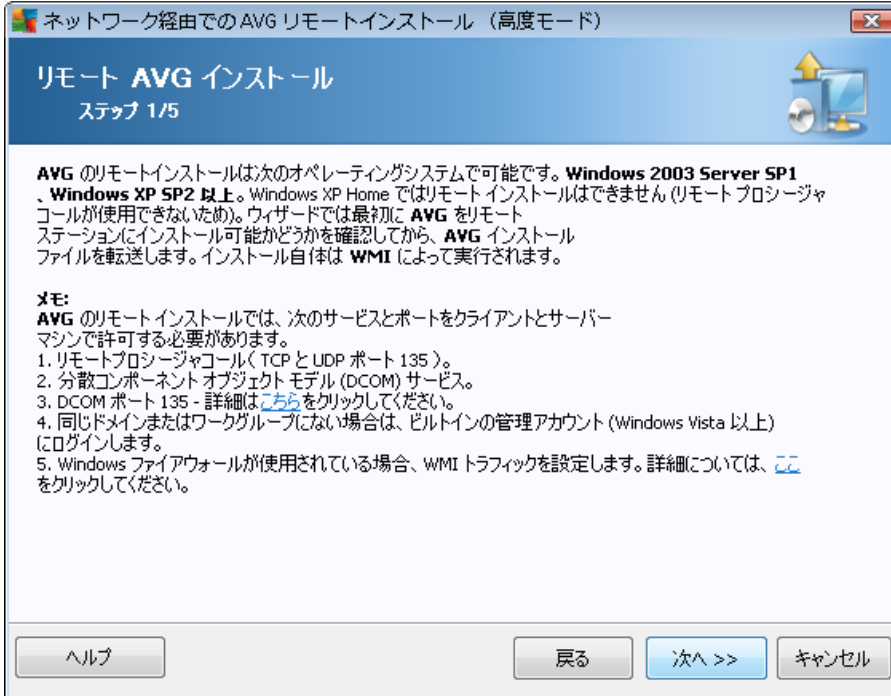 ネットワーク経由でのAVG リモートインストール （高度モード）
リモート AVG インストール
ステップ 1/5
AVG のリモートインストールは次のオペレーティングシステムで可能です。Windows 2003 Server SP1
、Windows XP SP2 以上。Windows XP Home ではリモート インストールはできません (リモート プロシージャ
コールが使用できないため)。ウィザードでは最初に AVG をリモート
ステーションにインストール可能かどうかを確認してから、AVG インストール
ファイルを転送します。インストール自体は WMI によって実行されます。
メモ:
AVG のリモートインストールでは、次のサービスとポートをクライアントとサーバー
マシンで許可する必要があります。
1. リモートプロシージャコール（ TCP と UDP ポート 135 ）。
2. 分散コンポーネント オブジェクト モデル (DCOM) サービス。
3. DCOM ポート 135 - 詳細はこちらをクリックしてください。
4. 同じドメインまたはワークグループにない場合は、ビルトインの管理アカウント (Windows Vista 以上)
にログインします。
5. Windows ファイアウォールが使用されている場合、WMI トラフィックを設定します。詳細については、ここ
をクリックしてください。
ヘルプ
戻る
次へ >>
キャンセル